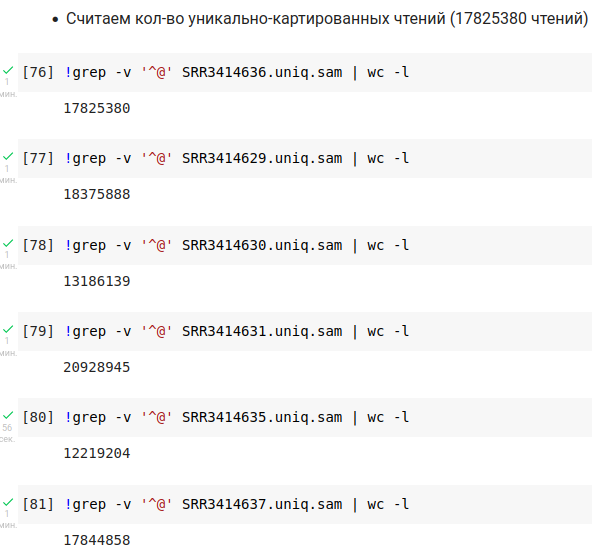 • Считаем кол-во уникально-картированных чтений (17825380 чтений)
[76] !grep -v '^@' SRR3414636.uniq.sam | wc -l
1
мин.
17825380
[77] !grep -v '^@' SRR3414629.uniq.sam | wc -l
1
мин.
18375888
[78] !grep -v '^@' SRR3414630.uniq.sam | wc -l
1
мин.
13186139
[79] !grep -v '^@' SRR3414631.uniq.sam | wc -l
1
мин.
20928945
[80] !grep -v '^@' SRR3414635.uniq.sam | wc -l
56
сек.
12219204
[81] !grep -v '^@' SRR3414637.uniq.sam | wc -l
1
мин.
17844858